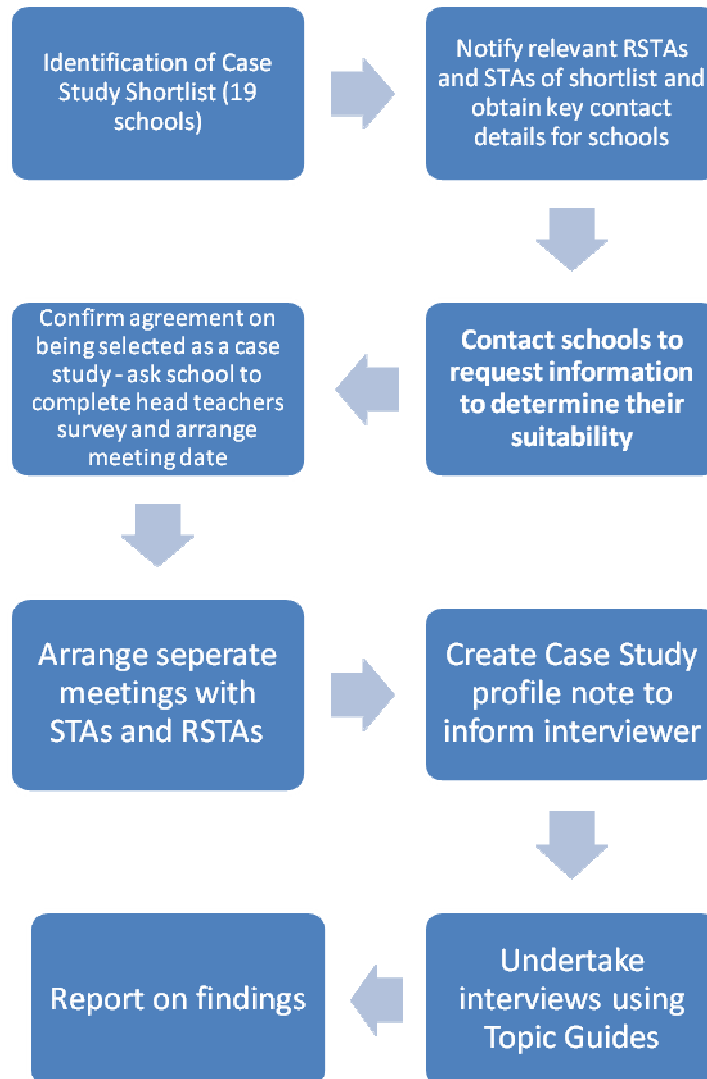 Identification of Case
Study Shortlist (19
schools)
Notify relevant RSTAs
and STAs of shortlist and
obtain key contact
details for schools
Contact schools to
request information
to determine their
suitability
Confirm agreement on
being selected as a case
study - ask school to
complete head teachers
survey and arrange
meeting date
Arrange seperate
meetings with
STAs and RSTAs
Create Case Study
profile note to
inform interviewer
Undertake
interviews using
Topic Guides
Report on findings